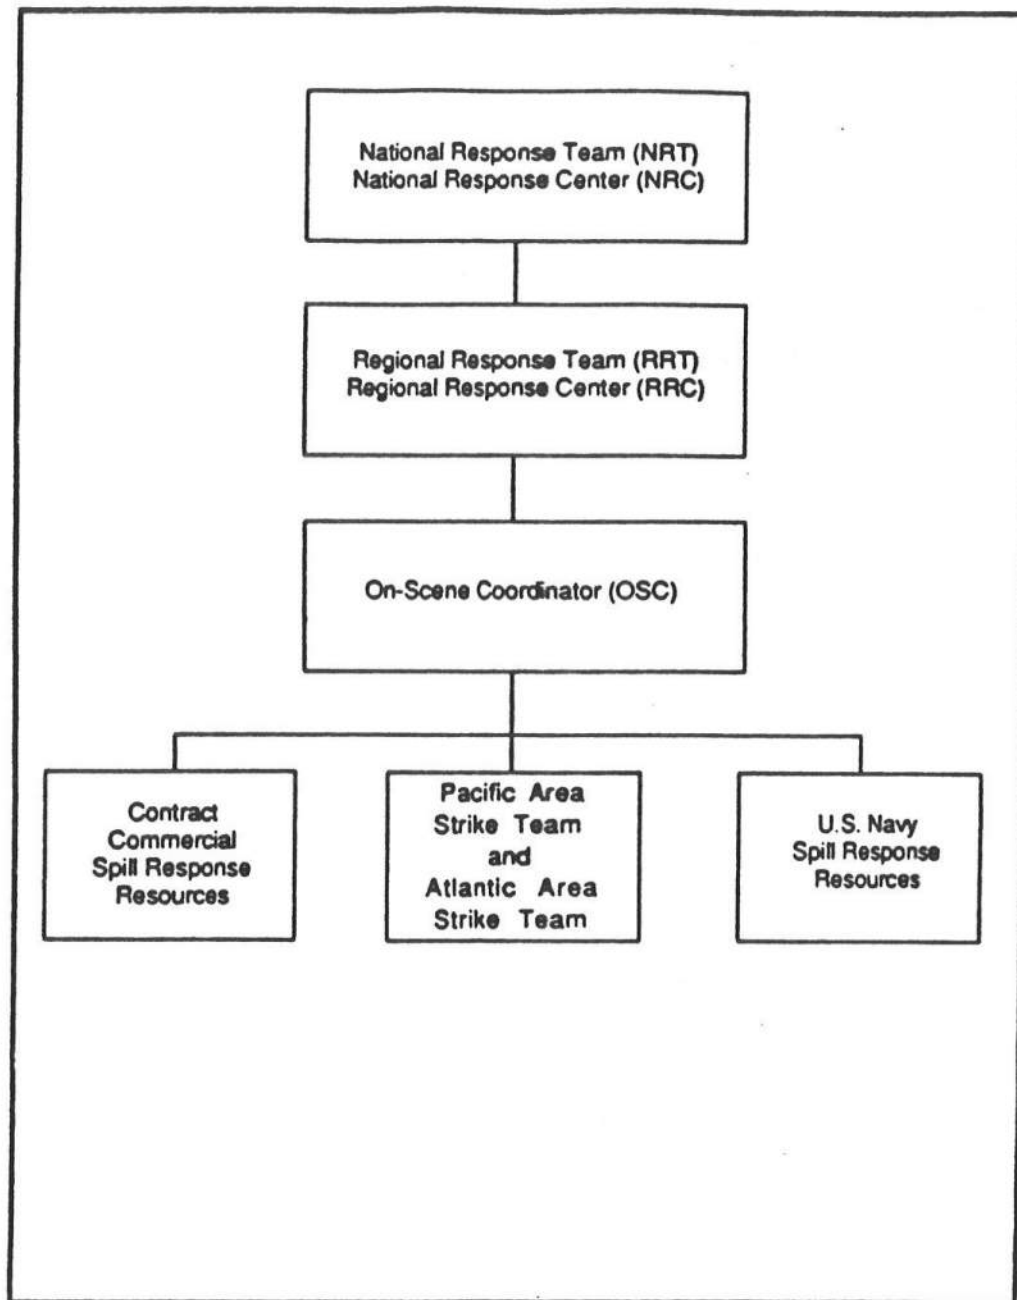 National Response Team (NRT)
National Response Center (NRC)
Regional Response Team (RRT)
Regional Response Center (RRC)
On-Scene Coordinator (OSC)
Contract
Commercial
Spill Response
Resources
Pacific Area
Strike Team
and
Atlantic Area
Strike Team
U.S. Navy
Spill Response
Resources